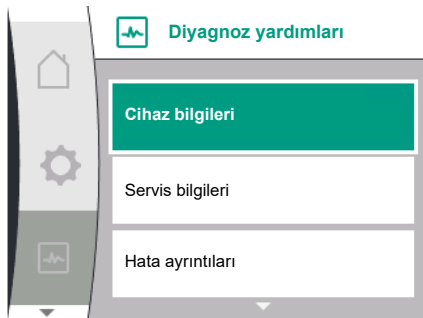 Diyagnoz yardımları
Cihaz bilgileri
Servis bilgileri
Hata ayrıntıları